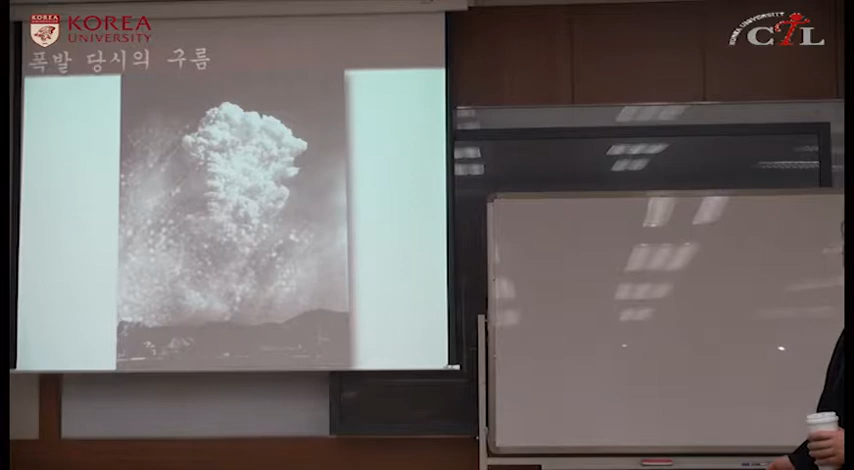 KOREA
UNIVERSITY
KOREA UNIVERSITY
CTL
폭발 당시의 구름